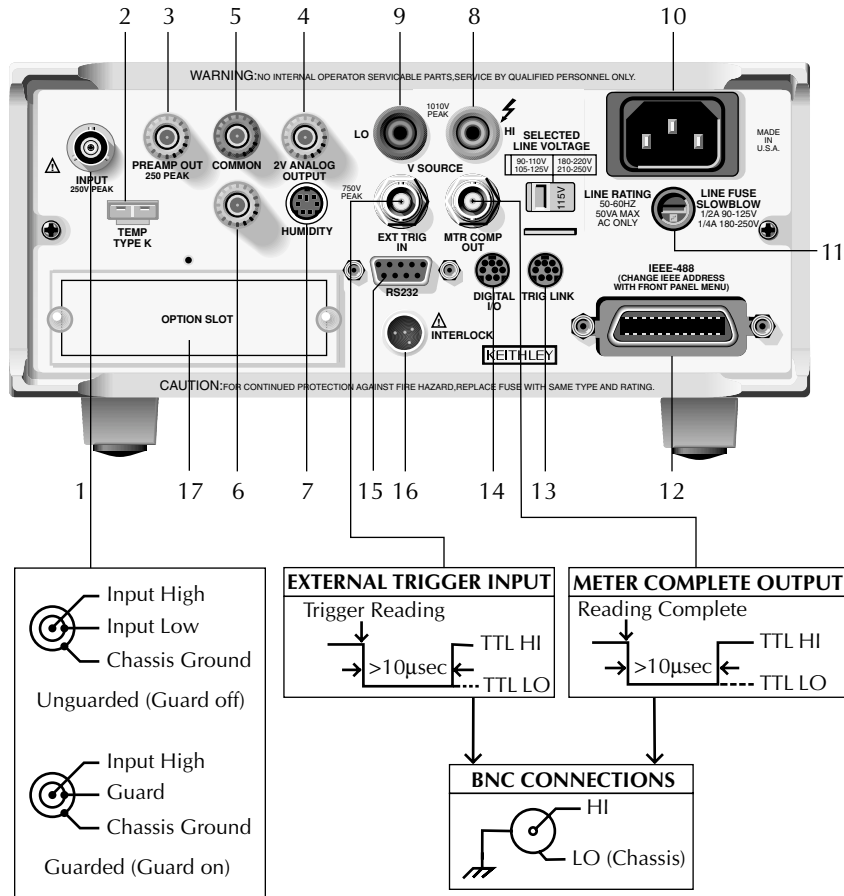 2 3 5 4 9 8 10
WARNING:NO INTERNAL OPERATOR SERVICABLE PARTS,SERVICE BY QUALIFIED PERSONNEL ONLY.
INPUT
250V PEAK
PREAMP OUT
250 PEAK
COMMON
2V ANALOG
OUTPUT
LO
1010V
PEAK
HI
V SOURCE
SELECTED
LINE VOLTAGE
90-110V 180-220V
105-125V 210-250V
115V
MADE
IN
U.S.A.
TEMP
TYPE K
HUMIDITY
750V
PEAK
EXT TRIG
IN
MTR COMP
OUT
LINE RATING
50-60HZ
50VA MAX
AC ONLY
LINE FUSE
SLOWBLOW
1/2A 90-125V
1/4A 180-250V
11
OPTION SLOT
RS232
DIGITAL
I/O
TRIG LINK
IEEE-488
(CHANGE IEEE ADDRESS
WITH FRONT PANEL MENU)
INTERLOCK
KEITHLEY
CAUTION:FOR CONTINUED PROTECTION AGAINST FIRE HAZARD,REPLACE FUSE WITH SAME TYPE AND RATING.
1 17 6 7 15 16 14 13 12
Input High
Input Low
Chassis Ground
Unguarded (Guard off)
Input High
Guard
Chassis Ground
Guarded (Guard on)
EXTERNAL TRIGGER INPUT
Trigger Reading
TTL HI
>10µsec
TTL LO
METER COMPLETE OUTPUT
Reading Complete
TTL HI
>10µsec
TTL LO
BNC CONNECTIONS
HI
LO (Chassis)